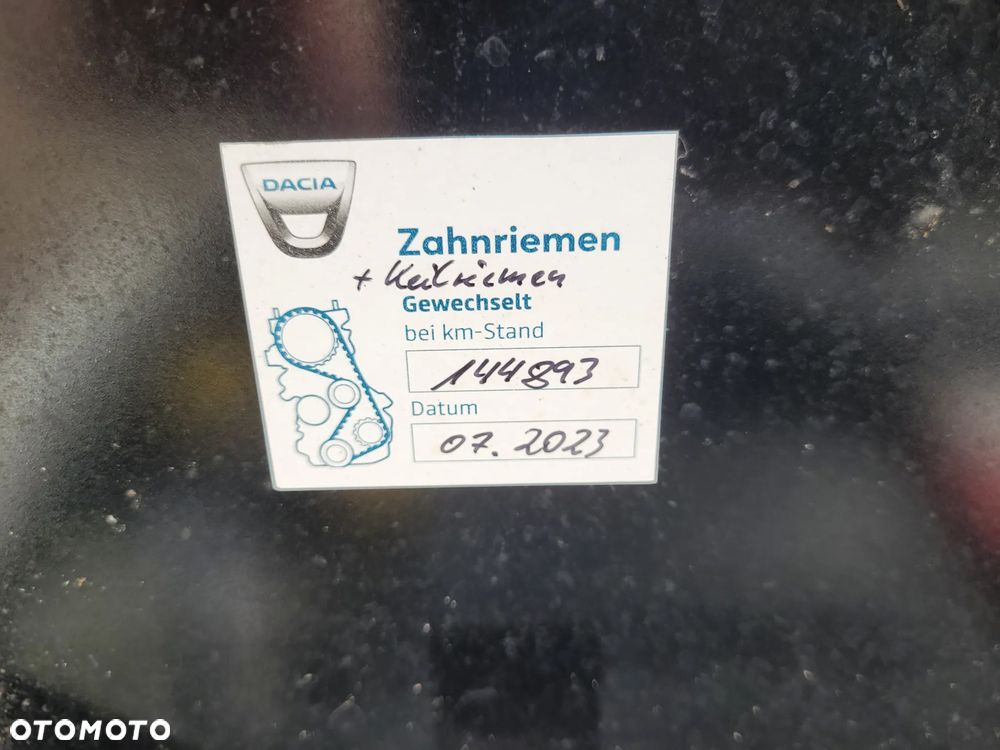 DACIA
Zahnriemen
+ Keilriemen
Gewechselt
bei km-Stand
144893
Datum
07.2023
OTOMOTO